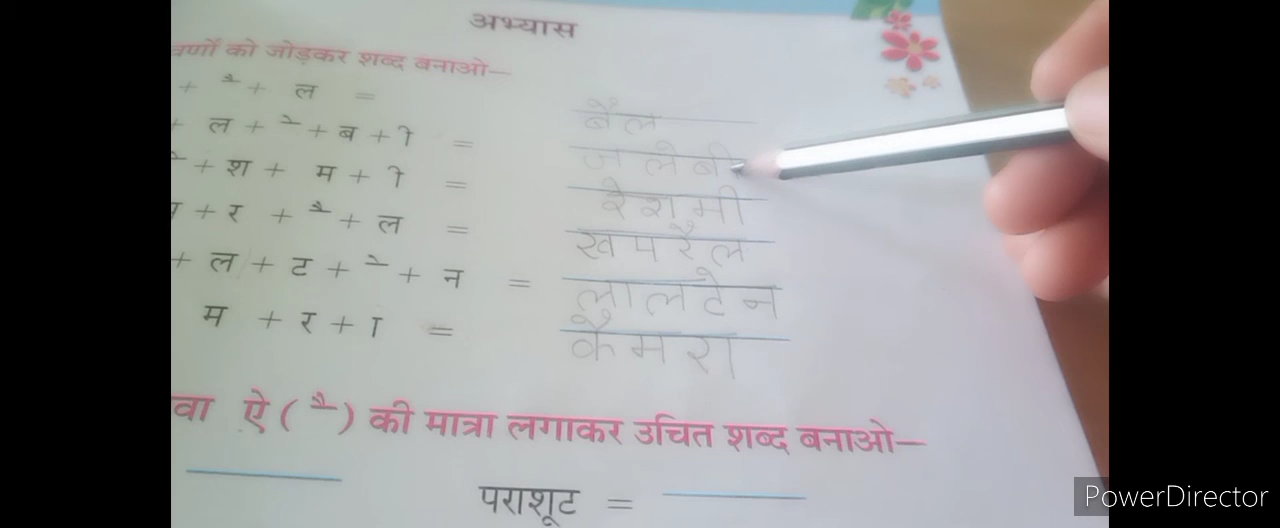 अभ्यास
वर्णों को जोड़कर शब्द बनाओ—
+ ै + ल = बैल
+ ल + े + ब + ी = जलेबी
े + श + म + ी = रेशमी
+ र + ै + ल = खपरैल
+ ल + ट + े + न = लालटेन
म + र + ा = कैमरा
वा ऐ ( ै ) की मात्रा लगाकर उचित शब्द बनाओ—
पराशूट =
PowerDirector